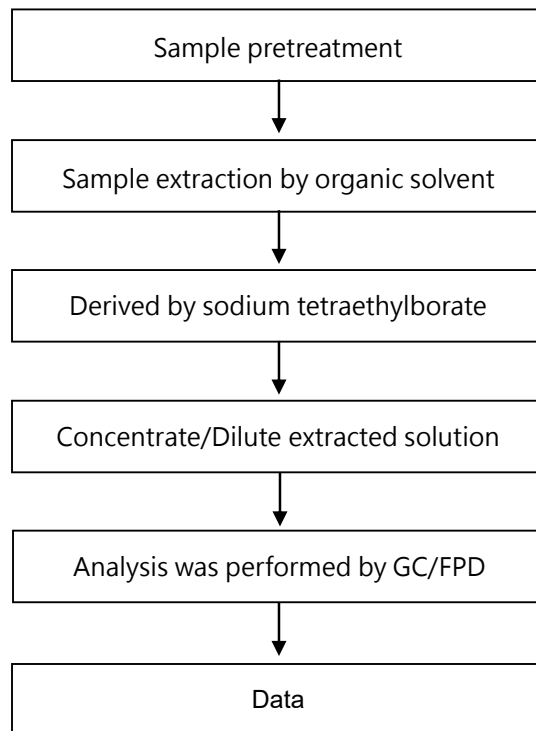 Sample pretreatment
Sample extraction by organic solvent
Derived by sodium tetraethylborate
Concentrate/Dilute extracted solution
Analysis was performed by GC/FPD
Data